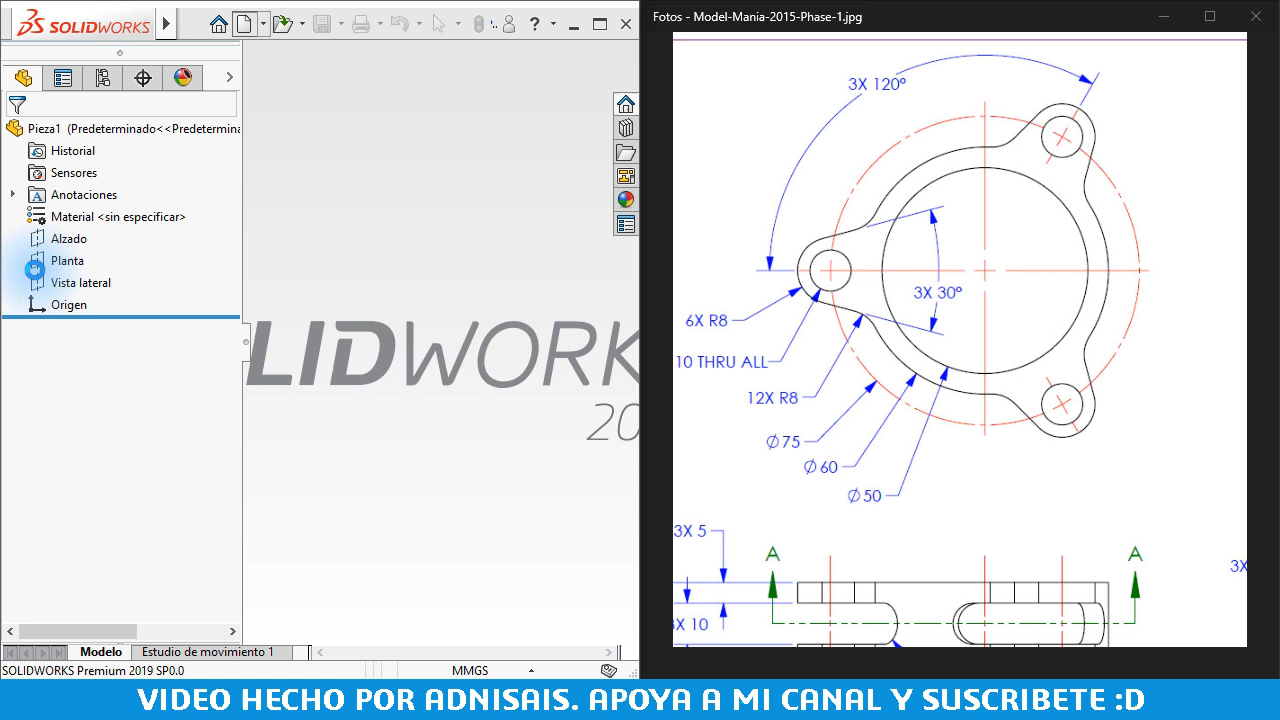 SOLIDWORKS
Fotos - Model-Mania-2015-Phase-1.jpg
Pieza1 (Predeterminado<<Predetermina
Historial
Sensores
Anotaciones
Material <sin especificar>
Alzado
Planta
Vista lateral
Origen
LIDWORK
20
Modelo
Estudio de movimiento 1
SOLIDWORKS Premium 2019 SP0.0
MMGS
3X 120º
3X 30º
6X R8
10 THRU ALL
12X R8
Ø75
Ø60
Ø50
3X 5
A
A
3X
3X 10
VIDEO HECHO POR ADNISAIS. APOYA A MI CANAL Y SUSCRIBETE :D